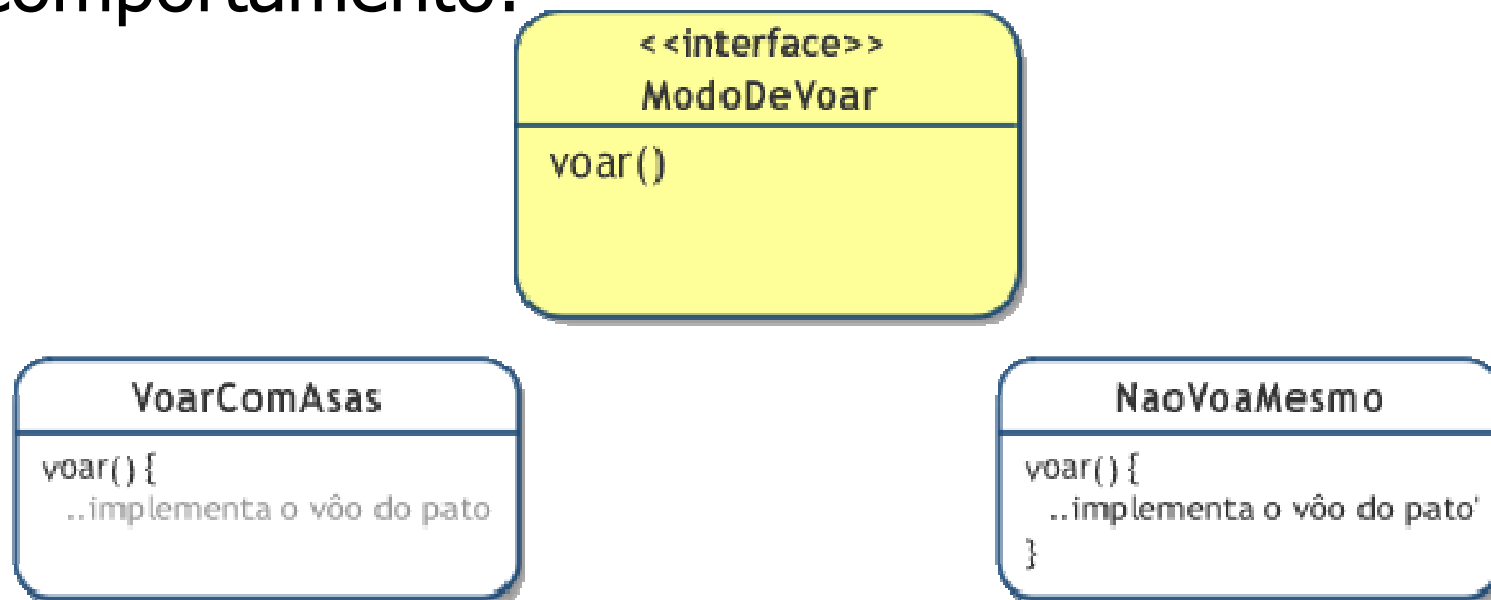 comportamento.
<<interface>>
ModoDeVoar
voar()
VoarComAsas
voar() {
..implementa o vôo do pato
NaoVoaMesmo
voar() {
..implementa o vôo do pato'
}